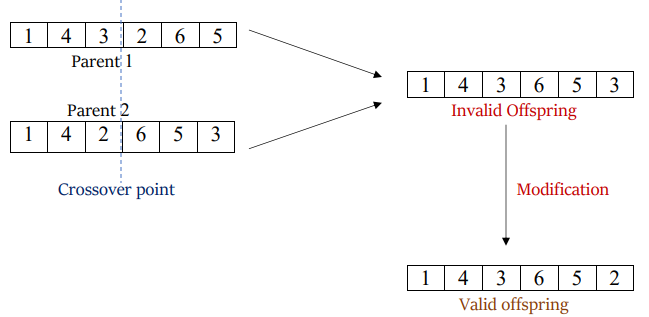 1 4 3 2 6 5
Parent 1
Parent 2
1 4 2 6 5 3
Crossover point
1 4 3 6 5 3
Invalid Offspring
Modification
1 4 3 6 5 2
Valid offspring